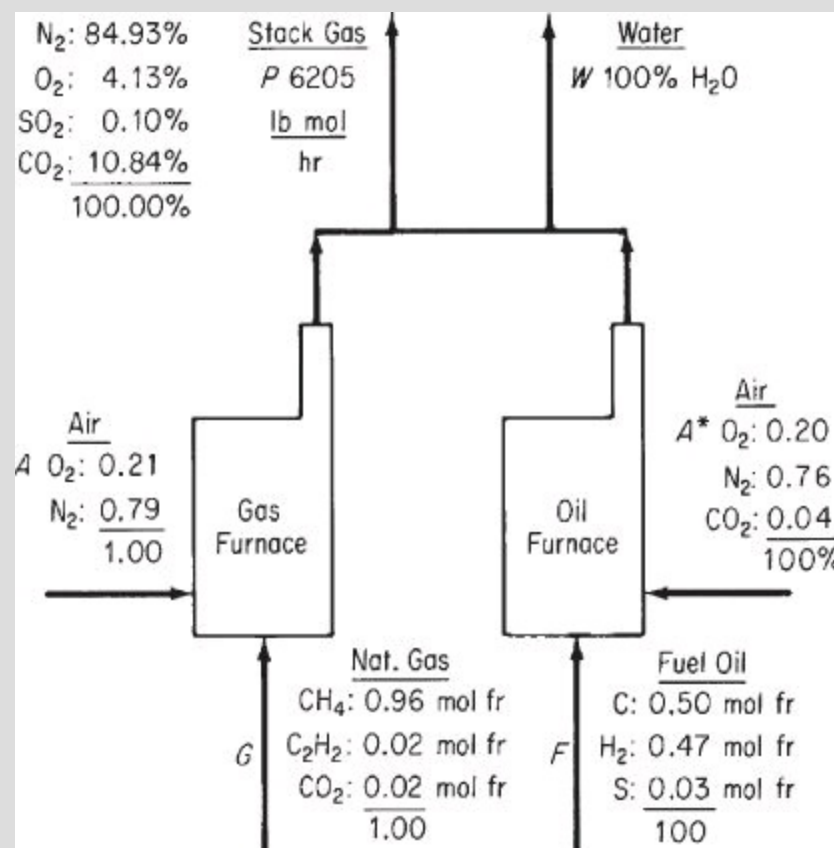 N₂: 84.93%
O₂: 4.13%
SO₂: 0.10%
CO₂: 10.84%
100.00%
Stack Gas
P 6205
lb mol
hr
Water
W 100% H₂O
Air
A O₂: 0.21
N₂: 0.79
1.00
Gas
Furnace
Oil
Furnace
Air
A* O₂: 0.20
N₂: 0.76
CO₂: 0.04
100%
G
Nat. Gas
CH₄: 0.96 mol fr
C₂H₂: 0.02 mol fr
CO₂: 0.02 mol fr
1.00
F
Fuel Oil
C: 0.50 mol fr
H₂: 0.47 mol fr
S: 0.03 mol fr
100